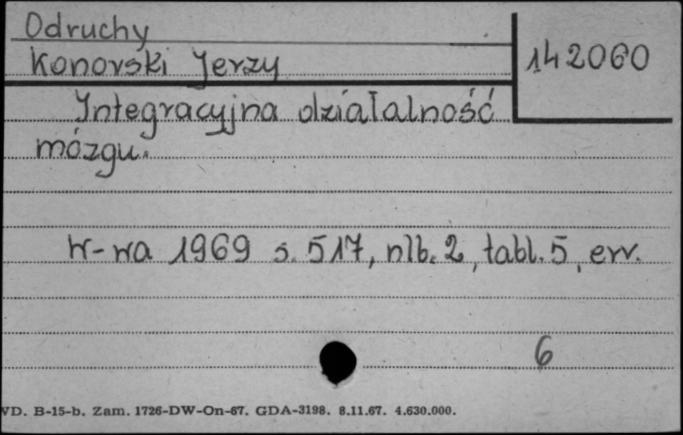 Odruchy
Konorski Jerzy
142060
Integracyjna działalność
mózgu.
W-wa 1969 s. 517, nlb. 2, tabl. 5, err.
6
VD. B-15-b. Zam. 1726-DW-On-67. GDA-3198. 8.11.67. 4.630.000.